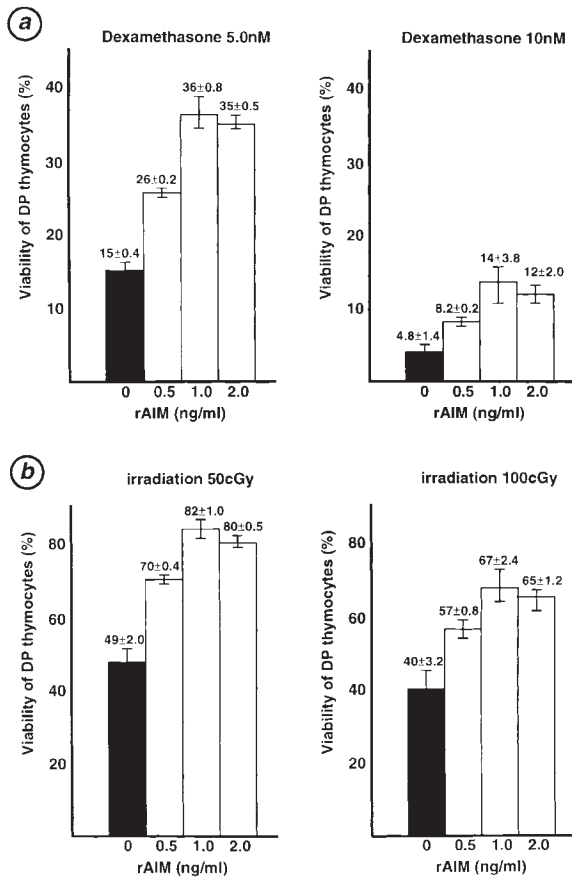 a
Dexamethasone 5.0nM
Viability of DP thymocytes (%)
40
30
20
10
15±0.4
26±0.2
36±0.8
35±0.5
0 0.5 1.0 2.0
rAIM (ng/ml)
Dexamethasone 10nM
Viability of DP thymocytes (%)
40
30
20
10
4.8±1.4
8.2±0.2
14±3.8
12±2.0
0 0.5 1.0 2.0
rAIM (ng/ml)
b
irradiation 50cGy
Viability of DP thymocytes (%)
80
60
40
20
49±2.0
70±0.4
82±1.0
80±0.5
0 0.5 1.0 2.0
rAIM (ng/ml)
irradiation 100cGy
Viability of DP thymocytes (%)
80
60
40
20
40±3.2
57±0.8
67±2.4
65±1.2
0 0.5 1.0 2.0
rAIM (ng/ml)